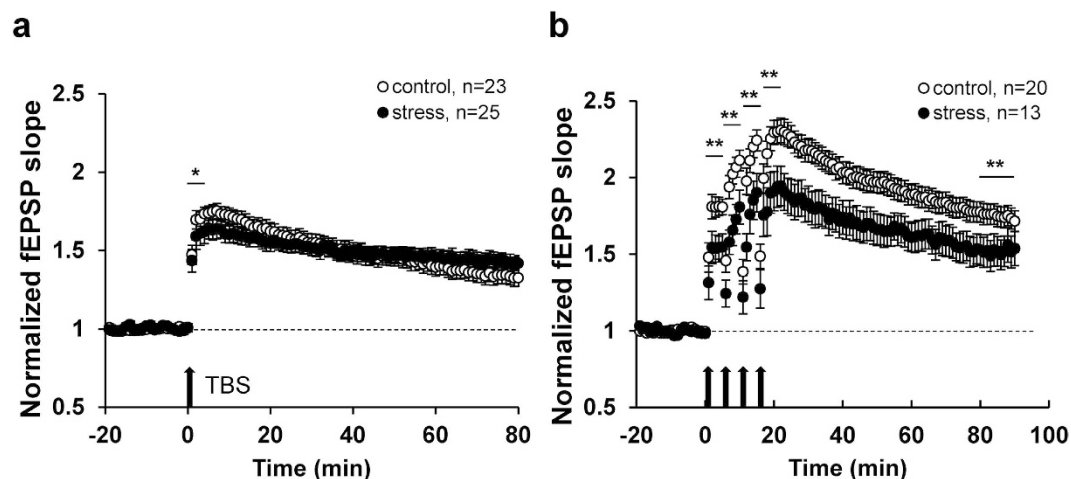 a
Normalized fEPSP slope
2.5
2
1.5
1
0.5
control, n=23
stress, n=25
*
TBS
-20 0 20 40 60 80
Time (min)
b
Normalized fEPSP slope
2.5
2
1.5
1
0.5
control, n=20
stress, n=13
** ** ** **
**
-20 0 20 40 60 80 100
Time (min)